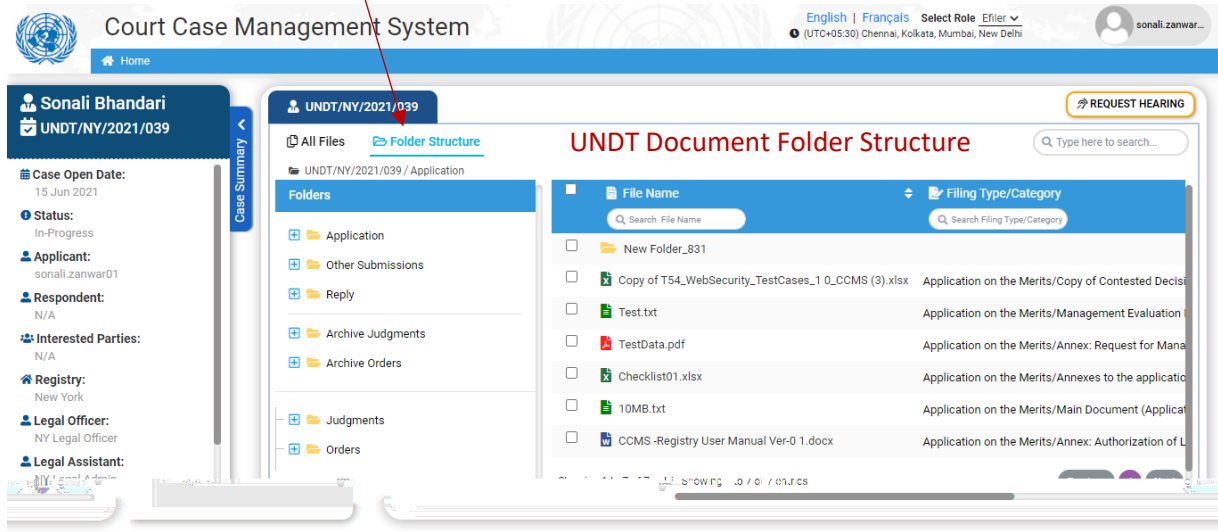 Court Case Management System
English | Français Select Role Efiler
(UTC+05:30) Chennai, Kolkata, Mumbai, New Delhi
sonali.zanwar...
Home
Sonali Bhandari
UNDT/NY/2021/039
Case Summary
Case Open Date:
15 Jun 2021
Status:
In-Progress
Applicant:
sonali.zanwar01
Respondent:
N/A
Interested Parties:
N/A
Registry:
New York
Legal Officer:
NY Legal Officer
Legal Assistant:
NY Legal Admin
UNDT/NY/2021/039
REQUEST HEARING
All Files Folder Structure
UNDT Document Folder Structure
Type here to search...
UNDT/NY/2021/039 / Application
Folders
Application
Other Submissions
Reply
Archive Judgments
Archive Orders
Judgments
Orders
File Name Filing Type/Category
Search File Name Search Filing Type/Category
New Folder_831
Copy of T54_WebSecurity_TestCases_1 0_CCMS (3).xlsx Application on the Merits/Copy of Contested Decisi
Test.txt Application on the Merits/Management Evaluation
TestData.pdf Application on the Merits/Annex: Request for Mana
Checklist01.xlsx Application on the Merits/Annexes to the applicatio
10MB.txt Application on the Merits/Main Document (Applicat
CCMS -Registry User Manual Ver-0 1.docx Application on the Merits/Annex: Authorization of L